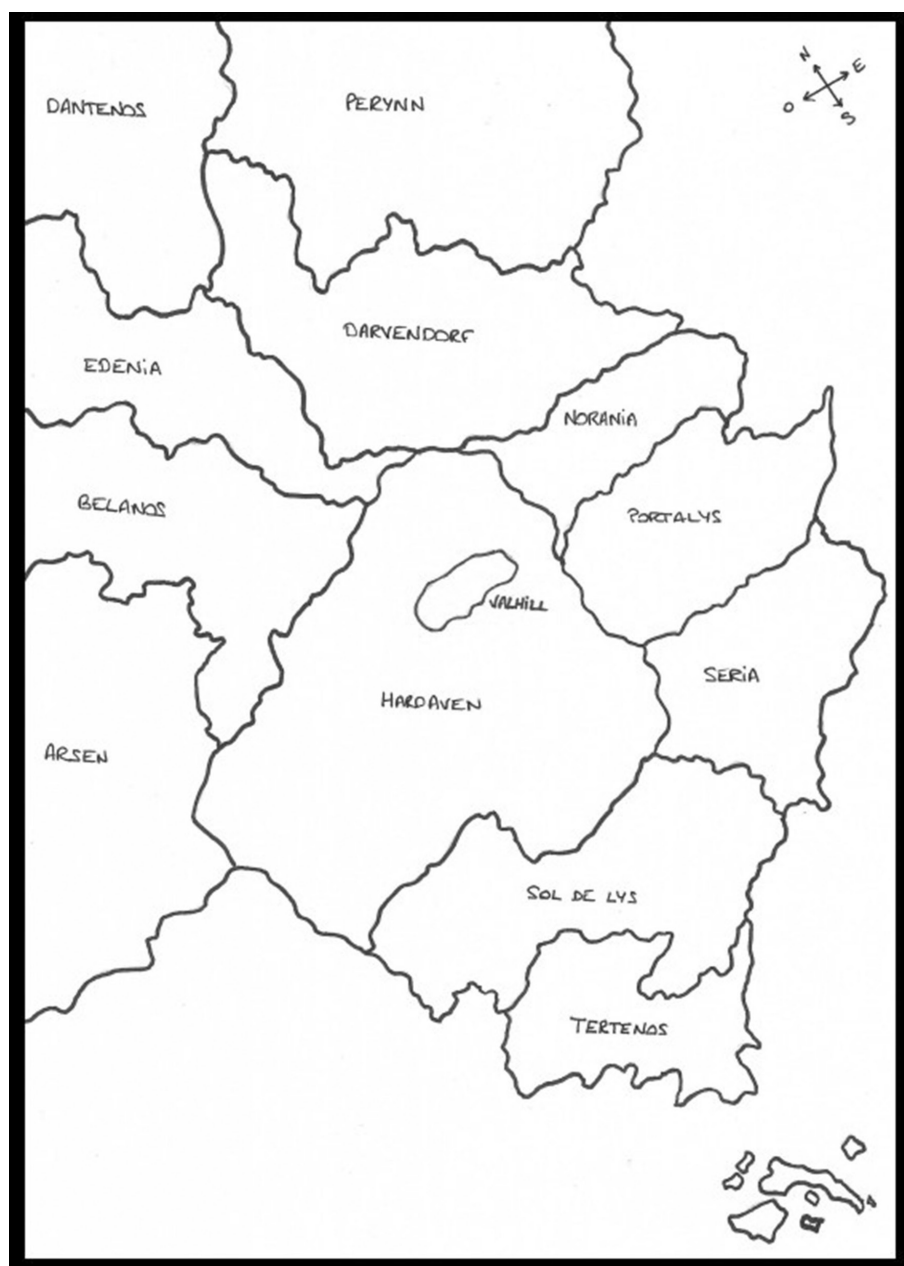 DANTENOS
PERYNN
N
E
O
S
DARVENDORF
EDENiA
NORANiA
BELANOS
PORTALYS
VALHILL
SERiA
HARDAVEN
ARSEN
SOL DE LYS
TERTENOS